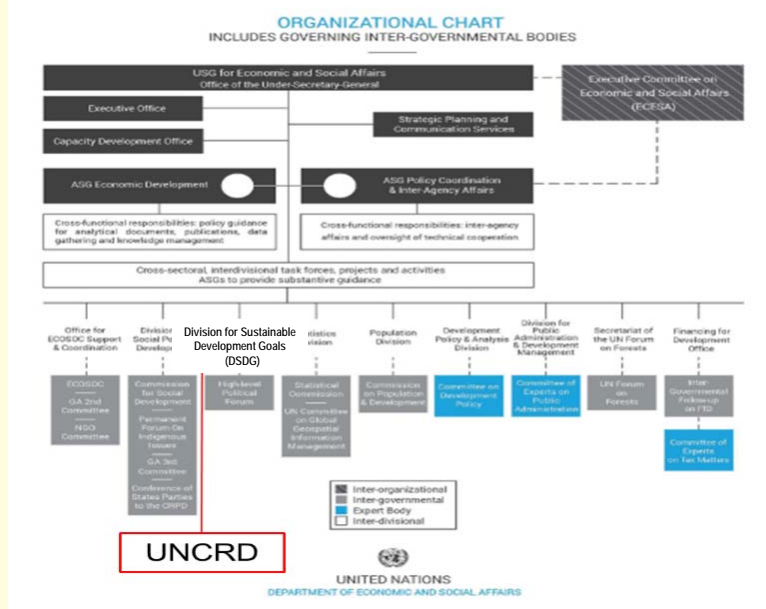 ORGANIZATIONAL CHART
INCLUDES GOVERNING INTER-GOVERNMENTAL BODIES
USG for Economic and Social Affairs
Office of the Under-Secretary-General
Executive Committee on
Economic and Social Affairs
(ECESA)
Executive Office
Strategic Planning and
Communication Services
Capacity Development Office
ASG Economic Development
ASG Policy Coordination
& Inter-Agency Affairs
Cross-functional responsibilities: policy guidance
for analytical documents, publications, data
gathering and knowledge management
Cross-functional responsibilities: inter-agency
affairs and oversight of technical cooperation
Cross-sectoral, interdivisional task forces, projects and activities
ASGs to provide substantive guidance
Office for
ECOSOC Support
& Coordination
Division for Sustainable
Development Goals
(DSDG)
Population
Division
Development
Policy & Analysis
Division
Division for
Public
Administration
& Development
Management
Secretariat of
the UN Forum
on Forests
Financing for
Development
Office
ECOSOC
GA 2nd
Committee
NGO
Committee
Commission
for Social
Development
Permanent
Forum On
Indigenous
Issues
GA 3rd
Committee
Conference of
States Parties
to the CRPD
High-level
Political
Forum
Statistical
Commission
UN Committee
on Global
Geospatial
Information
Management
Commission
on Population
& Development
Committee on
Development
Policy
Committee of
Experts on
Public
Administration
UN Forum
on
Forests
Inter-
Governmental
Follow-up
on FfD
Committee of
Experts
on Tax Matters
Inter-organizational
Inter-governmental
Expert Body
Inter-divisional
UNCRD
UNITED NATIONS
DEPARTMENT OF ECONOMIC AND SOCIAL AFFAIRS